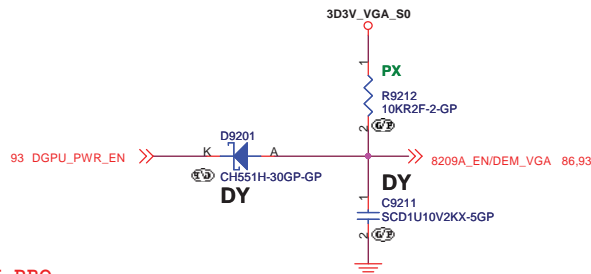 3D3V_VGA_S0
1
PX
R9212
10KR2F-2-GP
2
D9201
93 DGPU_PWR_EN
K
A
8209A_EN/DEM_VGA 86,93
CH551H-30GP-GP
DY
DY
1
C9211
SCD1U10V2KX-5GP
2